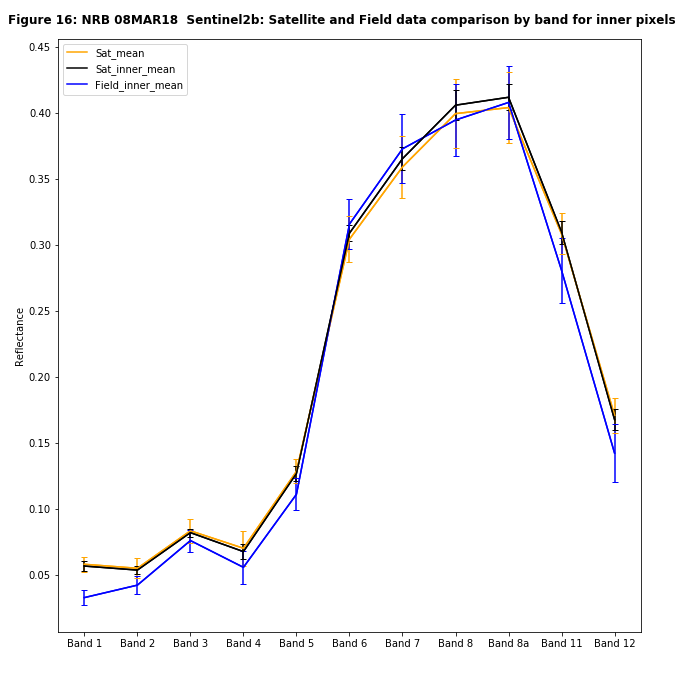 Figure 16: NRB 08MAR18  Sentinel2b: Satellite and Field data comparison by band for inner pixels
Sat_mean
Sat_inner_mean
Field_inner_mean
0.45
0.40
0.35
0.30
0.25
0.20
0.15
0.10
0.05
Reflectance
Band 1 Band 2 Band 3 Band 4 Band 5 Band 6 Band 7 Band 8 Band 8a Band 11 Band 12